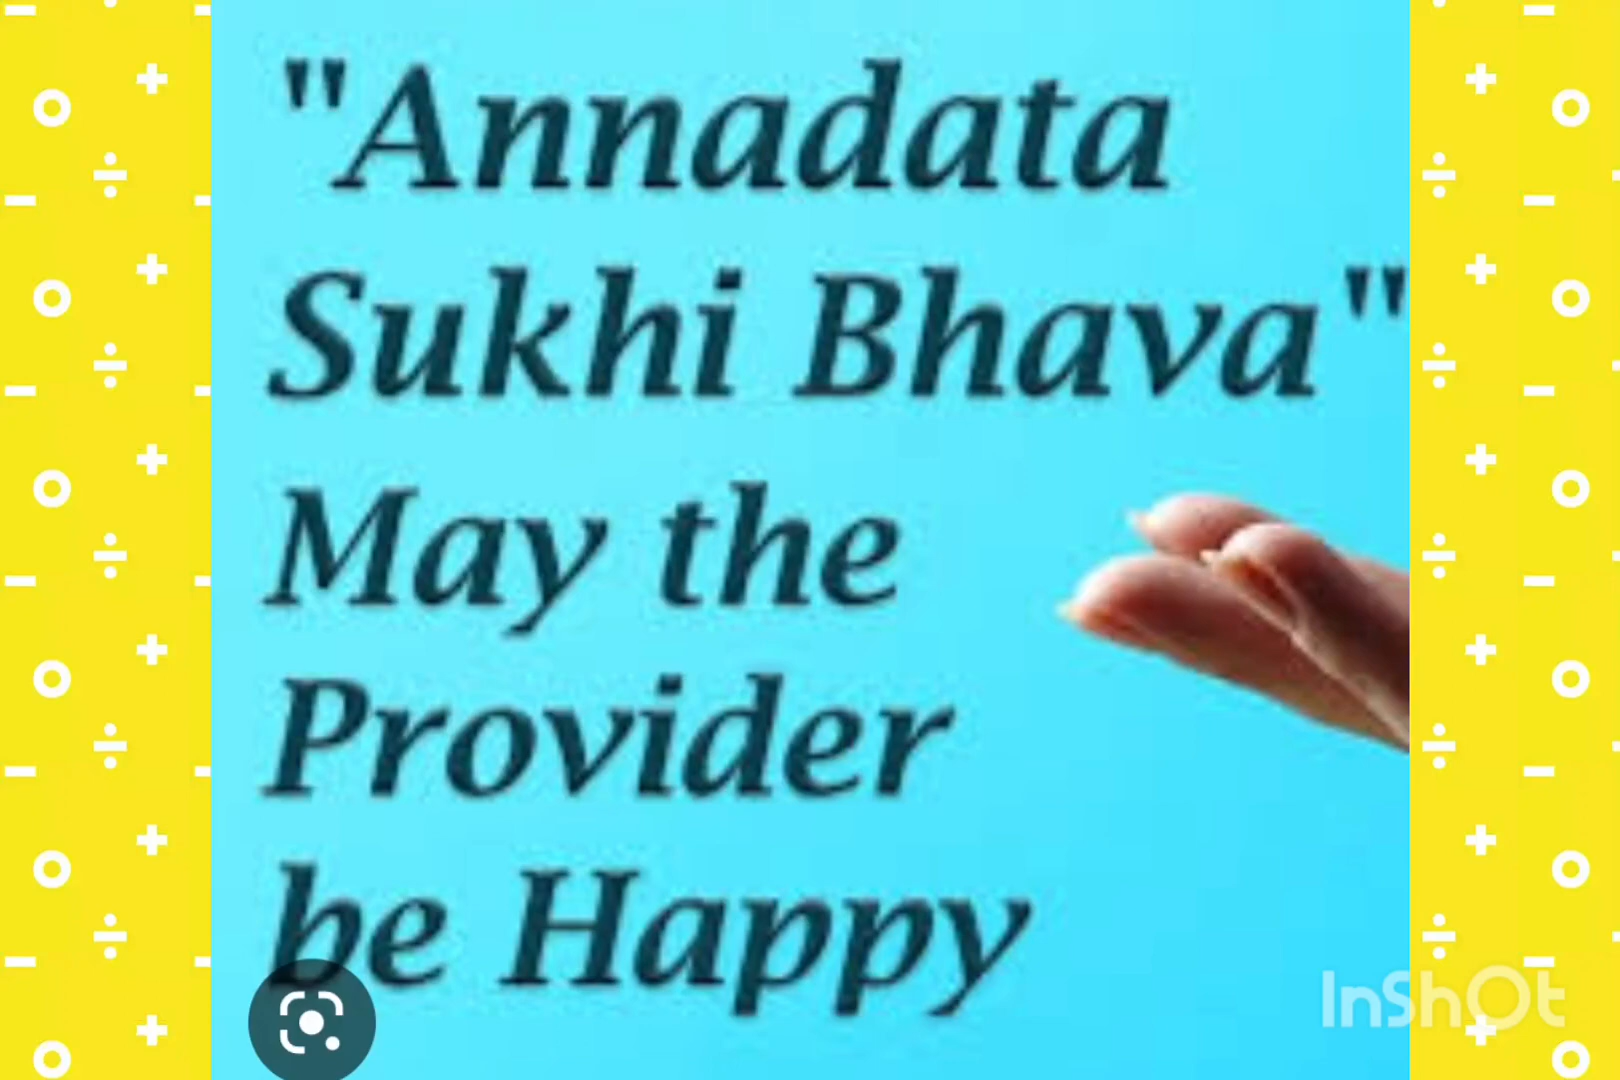 "Annadata
Sukhi Bhava"
May the
Provider
be Happy
InShOt